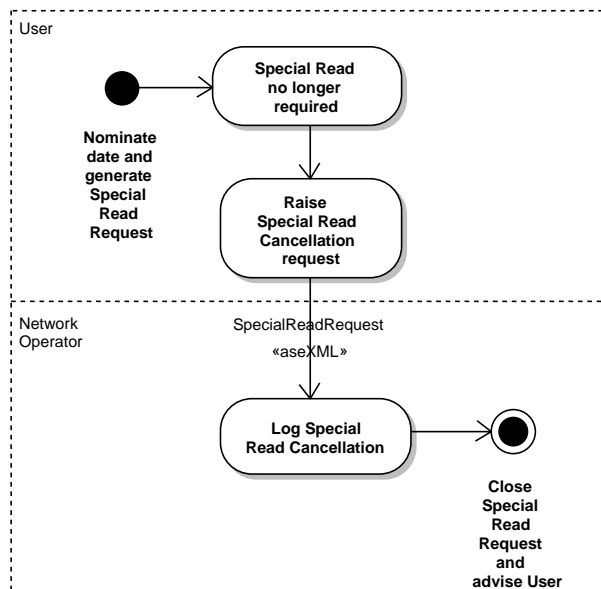 User
Special Read
no longer
required
Nominate
date and
generate
Special
Read
Request
Raise
Special Read
Cancellation
request
Network
Operator
SpecialReadRequest
«aseXML»
Log Special
Read Cancellation
Close
Special
Read
Request
and
advise User